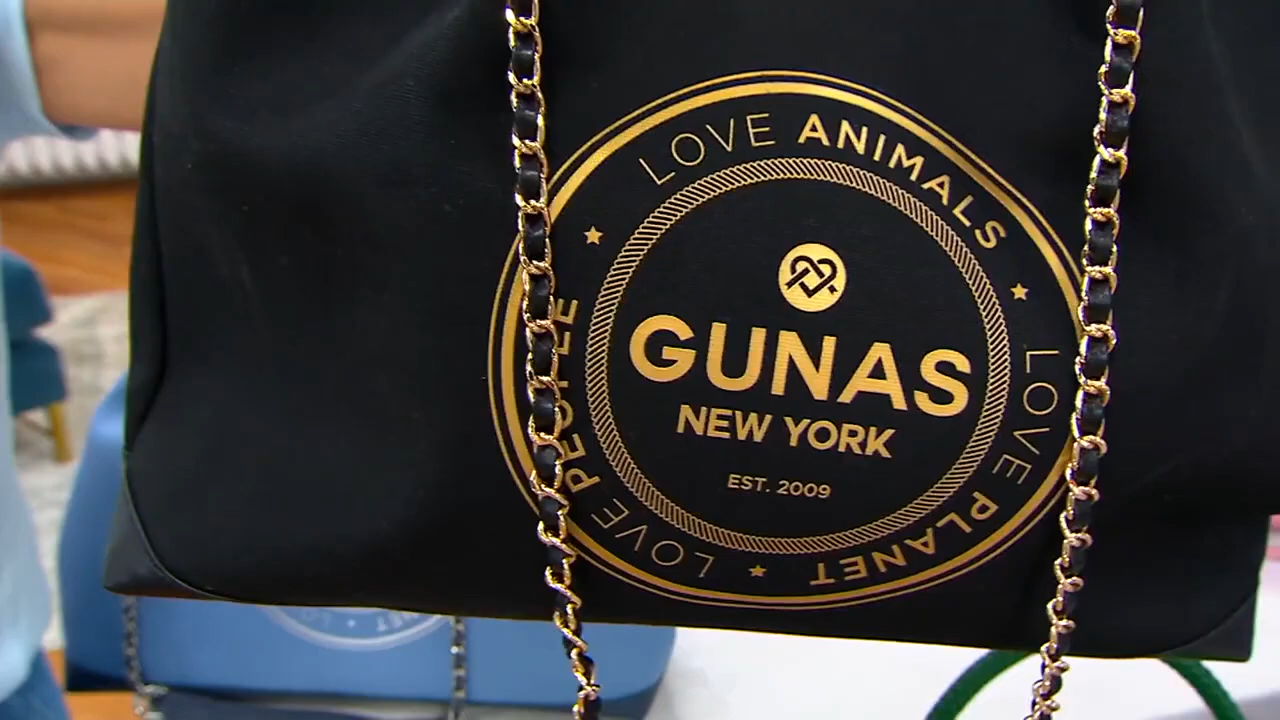 LOVE ANIMALS
LOVE PLANET
LOVE PEOPLE
GUNAS
NEW YORK
EST. 2009